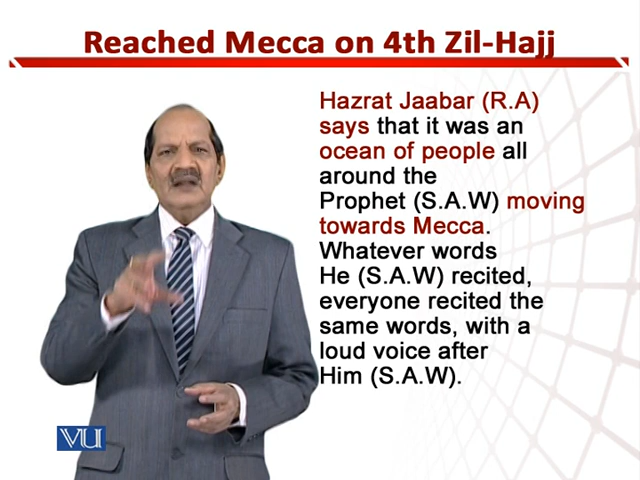 Reached Mecca on 4th Zil-Hajj
Hazrat Jaabar (R.A)
says that it was an
ocean of people all
around the
Prophet (S.A.W) moving
towards Mecca.
Whatever words
He (S.A.W) recited,
everyone recited the
same words, with a
loud voice after
Him (S.A.W).
VU